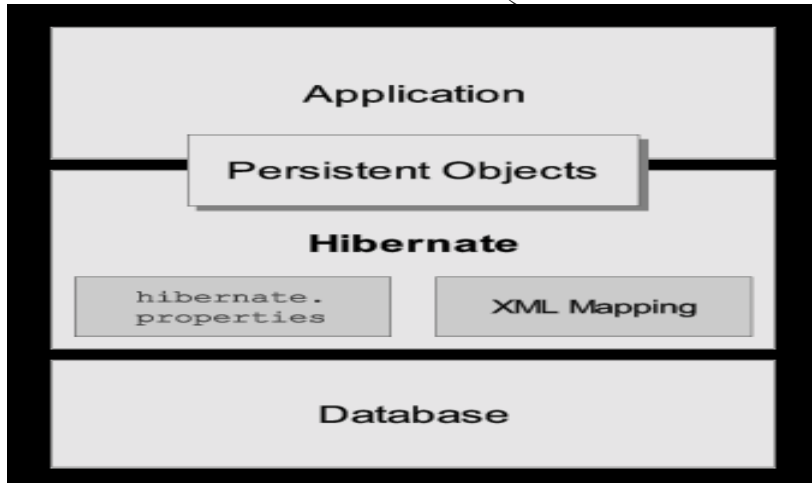 Application
Persistent Objects
Hibernate
hibernate.
properties
XML Mapping
Database